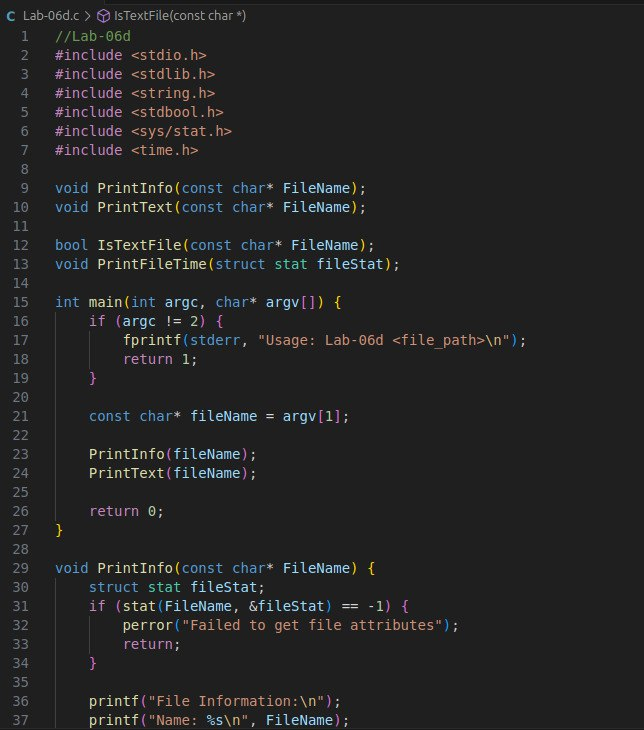 Lab-06d.c > IsTextFile(const char *)
1 //Lab-06d
2 #include <stdio.h>
3 #include <stdlib.h>
4 #include <string.h>
5 #include <stdbool.h>
6 #include <sys/stat.h>
7 #include <time.h>
8
9 void PrintInfo(const char* FileName);
10 void PrintText(const char* FileName);
11
12 bool IsTextFile(const char* FileName);
13 void PrintFileTime(struct stat fileStat);
14
15 int main(int argc, char* argv[]) {
16     if (argc != 2) {
17         fprintf(stderr, "Usage: Lab-06d <file_path>\n");
18         return 1;
19     }
20
21     const char* fileName = argv[1];
22
23     PrintInfo(fileName);
24     PrintText(fileName);
25
26     return 0;
27 }
28
29 void PrintInfo(const char* FileName) {
30     struct stat fileStat;
31     if (stat(FileName, &fileStat) == -1) {
32         perror("Failed to get file attributes");
33         return;
34     }
35
36     printf("File Information:\n");
37     printf("Name: %s\n", FileName);